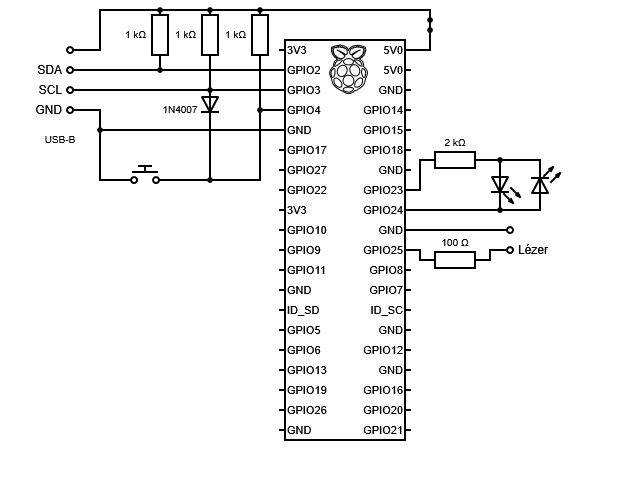 1 kΩ 1 kΩ 1 kΩ
SDA
SCL
GND
USB-B
1N4007
3V3 5V0
GPIO2 5V0
GPIO3 GND
GPIO4 GPIO14
GND GPIO15
GPIO17 GPIO18
GPIO27 GND
GPIO22 GPIO23
3V3 GPIO24
GPIO10 GND
GPIO9 GPIO25
GPIO11 GPIO8
GND GPIO7
ID_SD ID_SC
GPIO5 GND
GPIO6 GPIO12
GPIO13 GND
GPIO19 GPIO16
GPIO26 GPIO20
GND GPIO21
2 kΩ
100 Ω
Lézer